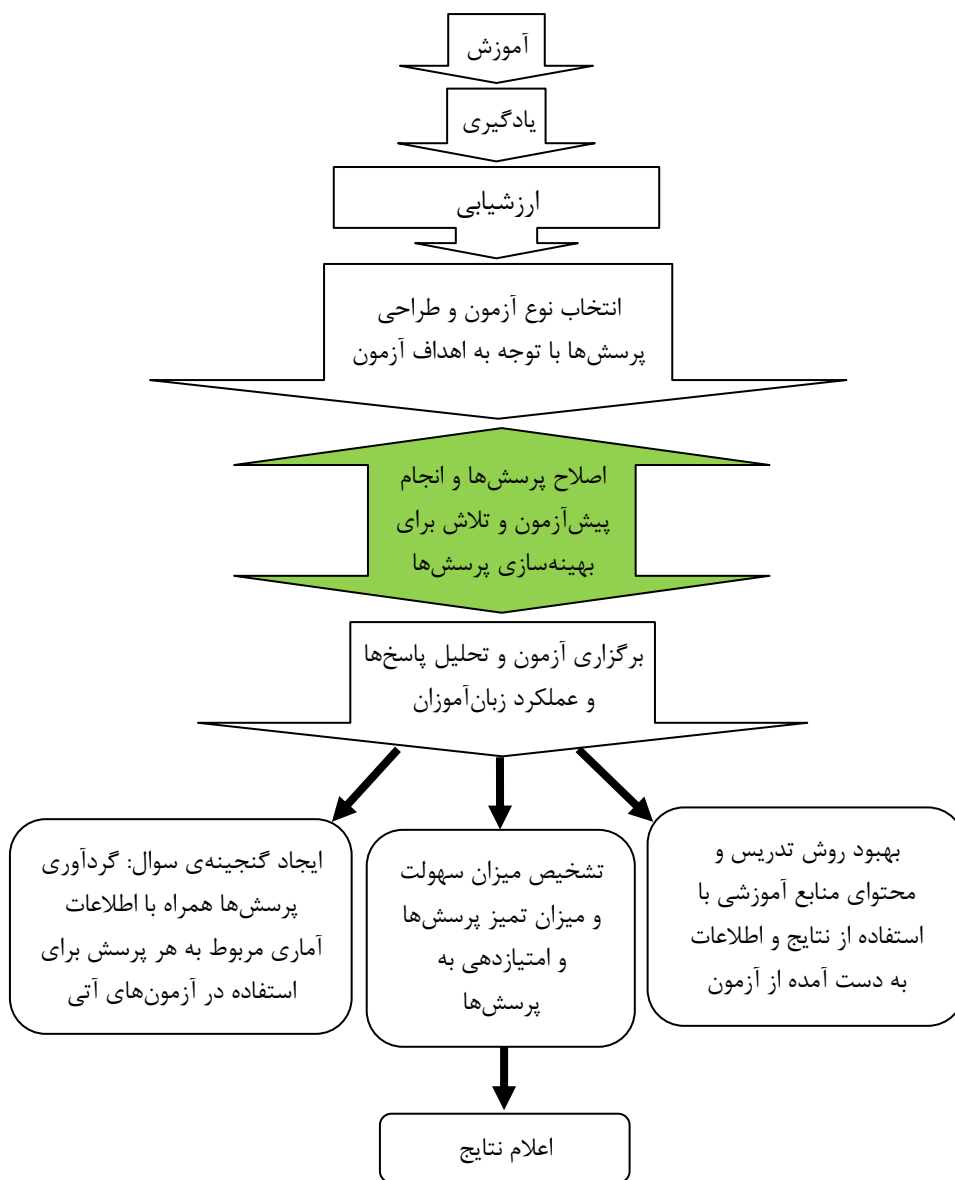 آموزش
یادگیری
ارزشیابی
انتخاب نوع آزمون و طراحی
پرسش‌ها با توجه به اهداف آزمون
اصلاح پرسش‌ها و انجام
پیش‌آزمون و تلاش برای
بهینه‌سازی پرسش‌ها
برگزاری آزمون و تحلیل پاسخ‌ها
و عملکرد زبان‌آموزان
بهبود روش تدریس و
محتوای منابع آموزشی با
استفاده از نتایج و اطلاعات
به دست آمده از آزمون
تشخیص میزان سهولت
و میزان تمیز پرسش‌ها
و امتیازدهی به
پرسش‌ها
ایجاد گنجینه‌ی سوال: گردآوری
پرسش‌ها همراه با اطلاعات
آماری مربوط به هر پرسش برای
استفاده در آزمون‌های آتی
اعلام نتایج